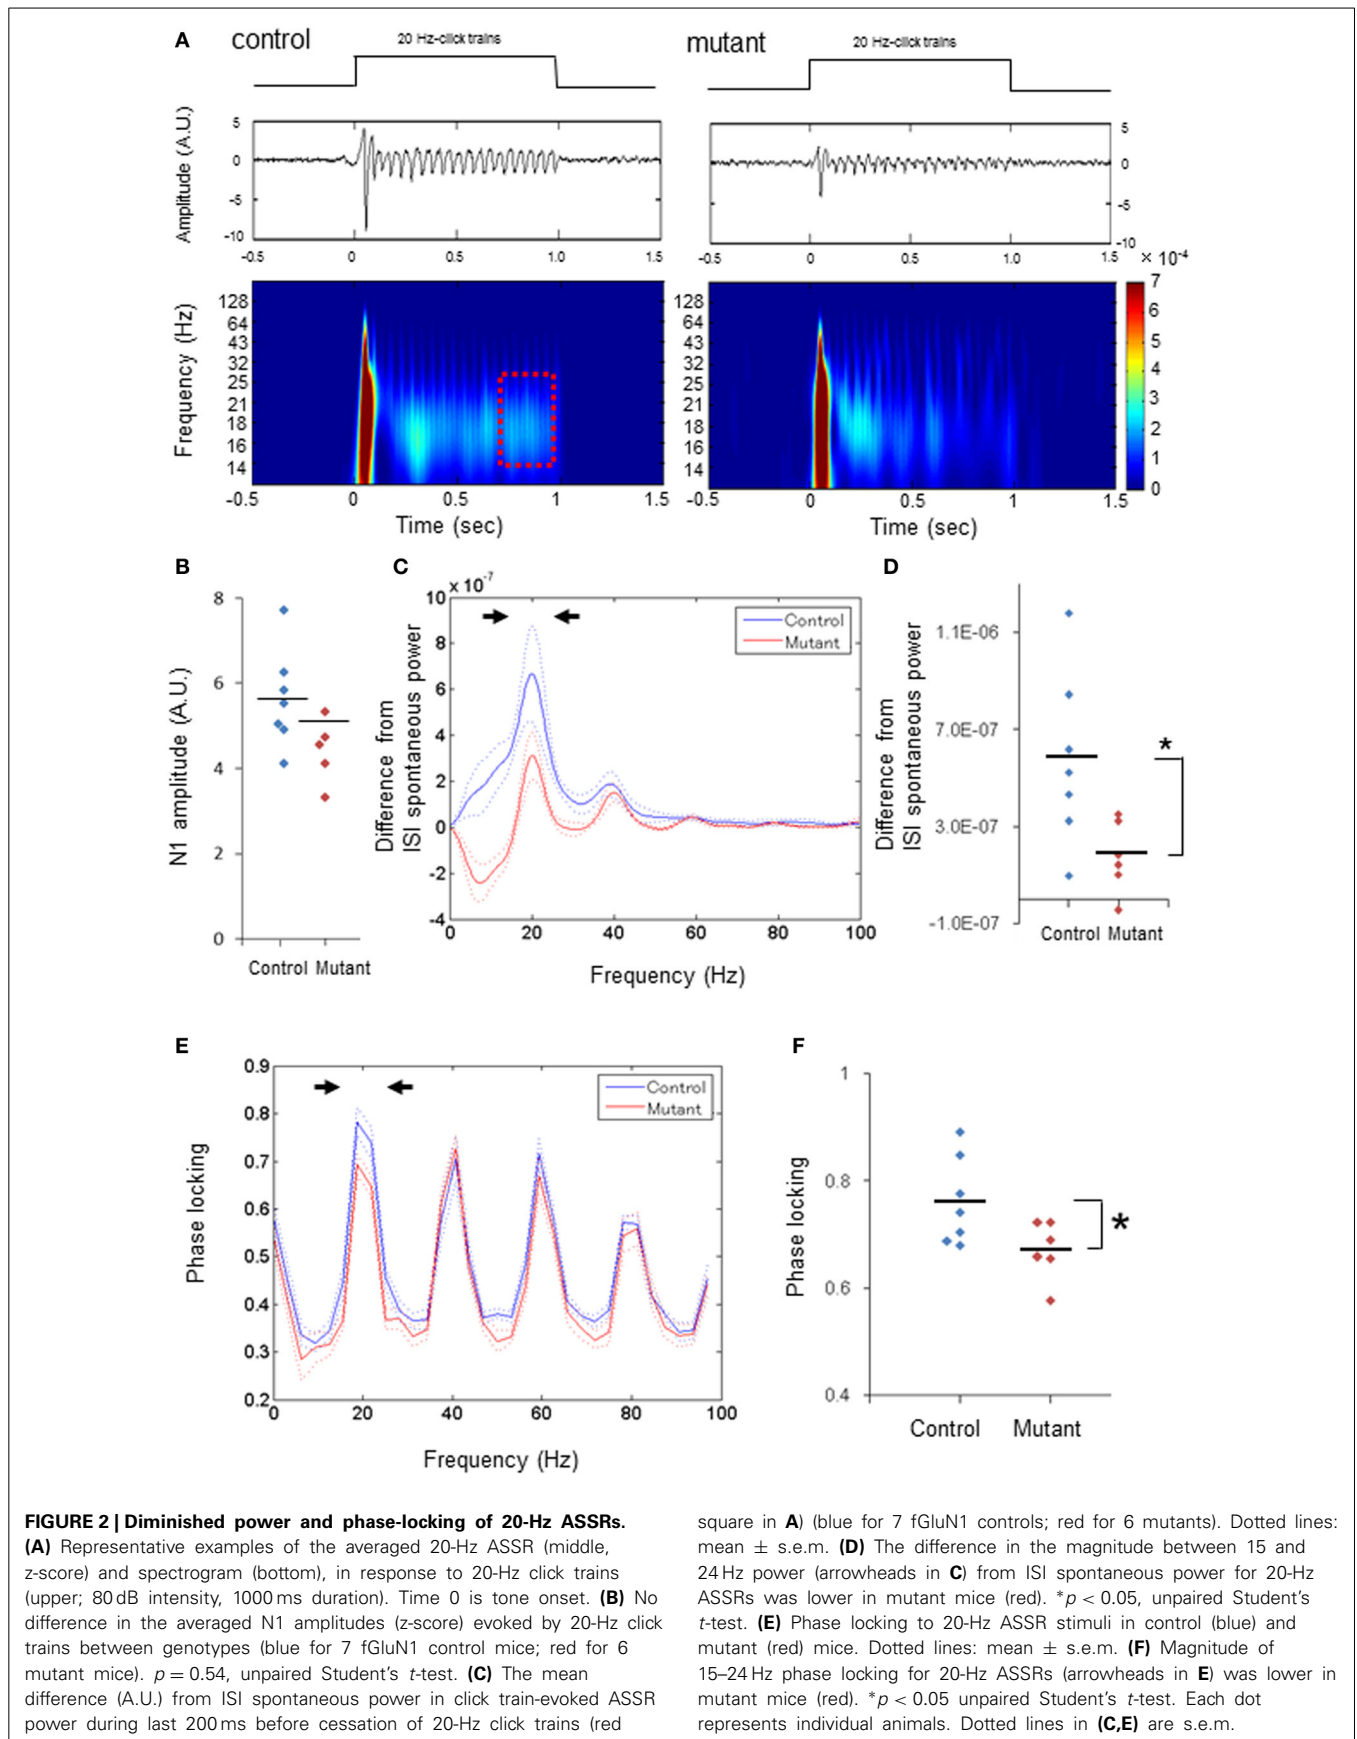 A
control
20 Hz-click trains
mutant
20 Hz-click trains
Amplitude (A.U.)
5
0
-5
-10
-0.5
0
0.5
1
1.5
5
0
-5
-10
-0.5
0
0.5
1
1.5
× 10-4
Frequency (Hz)
128
64
43
32
25
21
18
16
14
-0.5
0
0.5
1
1.5
Time (sec)
128
64
43
32
25
21
18
16
14
-0.5
0
0.5
1
1.5
Time (sec)
7
6
5
4
3
2
1
0
B
N1 amplitude (A.U.)
8
6
4
2
0
Control Mutant
C
× 10-7
Difference from
ISI spontaneous power
10
8
6
4
2
0
-2
-4
Control
Mutant
0
20
40
60
80
100
Frequency (Hz)
D
Difference from
ISI spontaneous power
1.1E-06
7.0E-07
3.0E-07
-1.0E-07
*
Control Mutant
E
Phase locking
0.9
0.8
0.7
0.6
0.5
0.4
0.3
0.2
Control
Mutant
0
20
40
60
80
100
Frequency (Hz)
F
Phase locking
1
0.8
0.6
0.4
*
Control
Mutant
FIGURE 2 | Diminished power and phase-locking of 20-Hz ASSRs.
(A) Representative examples of the averaged 20-Hz ASSR (middle,
z-score) and spectrogram (bottom), in response to 20-Hz click trains
(upper; 80 dB intensity, 1000 ms duration). Time 0 is tone onset. (B) No
difference in the averaged N1 amplitudes (z-score) evoked by 20-Hz click
trains between genotypes (blue for 7 fGluN1 control mice; red for 6
mutant mice). p = 0.54, unpaired Student's t-test. (C) The mean
difference (A.U.) from ISI spontaneous power in click train-evoked ASSR
power during last 200 ms before cessation of 20-Hz click trains (red
square in A) (blue for 7 fGluN1 controls; red for 6 mutants). Dotted lines:
mean ± s.e.m. (D) The difference in the magnitude between 15 and
24 Hz power (arrowheads in C) from ISI spontaneous power for 20-Hz
ASSRs was lower in mutant mice (red). *p < 0.05, unpaired Student's
t-test. (E) Phase locking to 20-Hz ASSR stimuli in control (blue) and
mutant (red) mice. Dotted lines: mean ± s.e.m. (F) Magnitude of
15–24 Hz phase locking for 20-Hz ASSRs (arrowheads in E) was lower in
mutant mice (red). *p < 0.05 unpaired Student's t-test. Each dot
represents individual animals. Dotted lines in (C,E) are s.e.m.